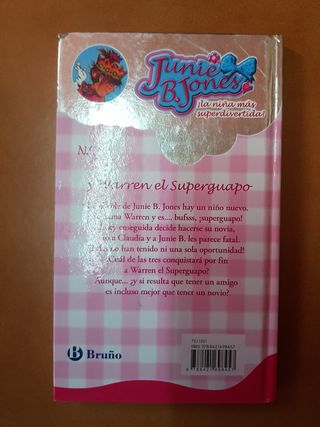 Junie B. Jones
¡la niña más
superdivertida!
N.º
y Warren el Superguapo
de Junie B. Jones hay un niño nuevo.
ama Warren y es..., bufsss, ¡superguapo!
enseguida decide hacerse su novia,
o a Claudia y a Junie B. les parece fatal.
no han tenido ni una sola oportunidad!
¿Cuál de las tres conquistará por fin
a Warren el Superguapo?
Aunque... ¿y si resulta que tener un amigo
es incluso mejor que tener un novio?
Bruño